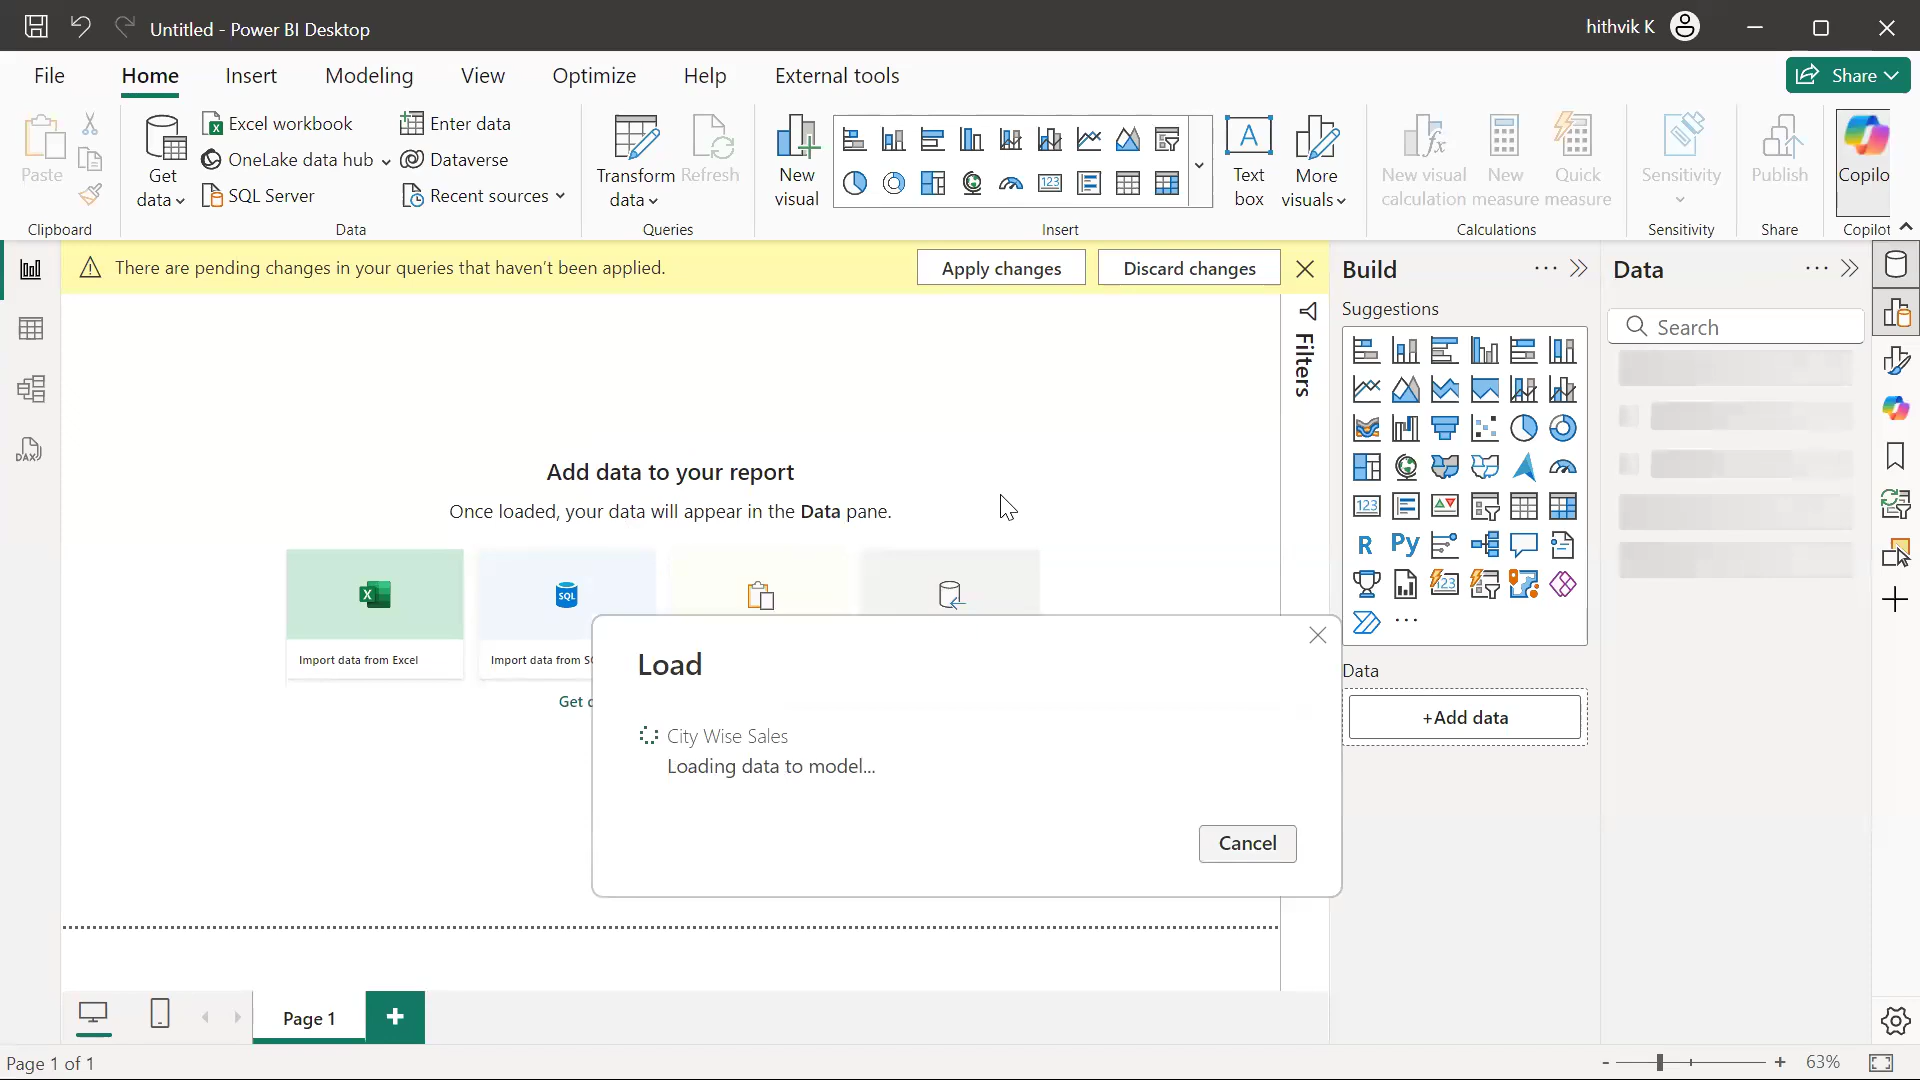 Untitled - Power BI Desktop
hithvik K
File
Home
Insert
Modeling
View
Optimize
Help
External tools
Share
Paste
Get
data
Excel workbook
OneLake data hub
SQL Server
Enter data
Dataverse
Recent sources
Transform
data
Refresh
New
visual
123
A
Text
box
More
visuals
New visual
calculation
New
measure
Quick
measure
Sensitivity
Publish
Copilo
Clipboard
Data
Queries
Insert
Calculations
Sensitivity
Share
Copilot
There are pending changes in your queries that haven't been applied.
Apply changes
Discard changes
Build
Data
Suggestions
Search
Filters
DAX
123
R
Py
123
Add data to your report
Once loaded, your data will appear in the Data pane.
SQL
Import data from Excel
Import data from S
Get
Load
City Wise Sales
Loading data to model...
Cancel
Data
+Add data
Page 1
Page 1 of 1
63%